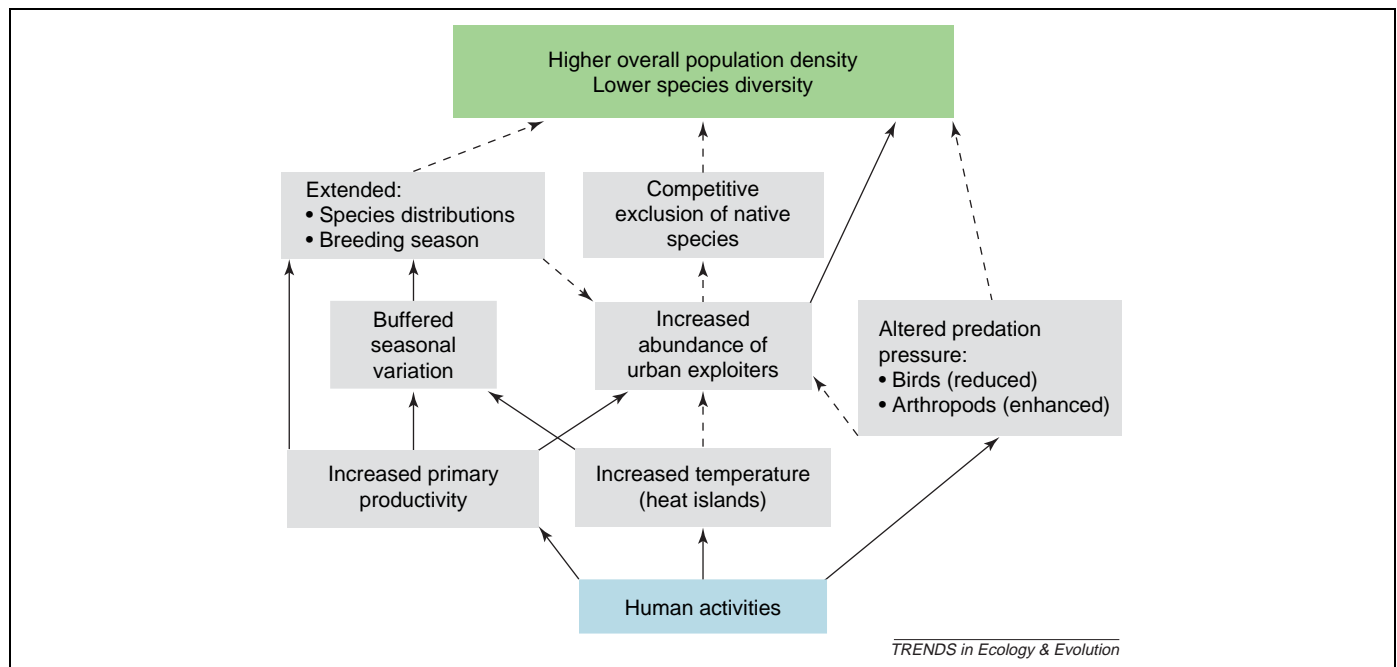 Higher overall population density
Lower species diversity
Extended:
• Species distributions
• Breeding season
Competitive
exclusion of native
species
Buffered
seasonal
variation
Increased
abundance of
urban exploiters
Altered predation
pressure:
• Birds (reduced)
• Arthropods (enhanced)
Increased primary
productivity
Increased temperature
(heat islands)
Human activities
TRENDS in Ecology & Evolution